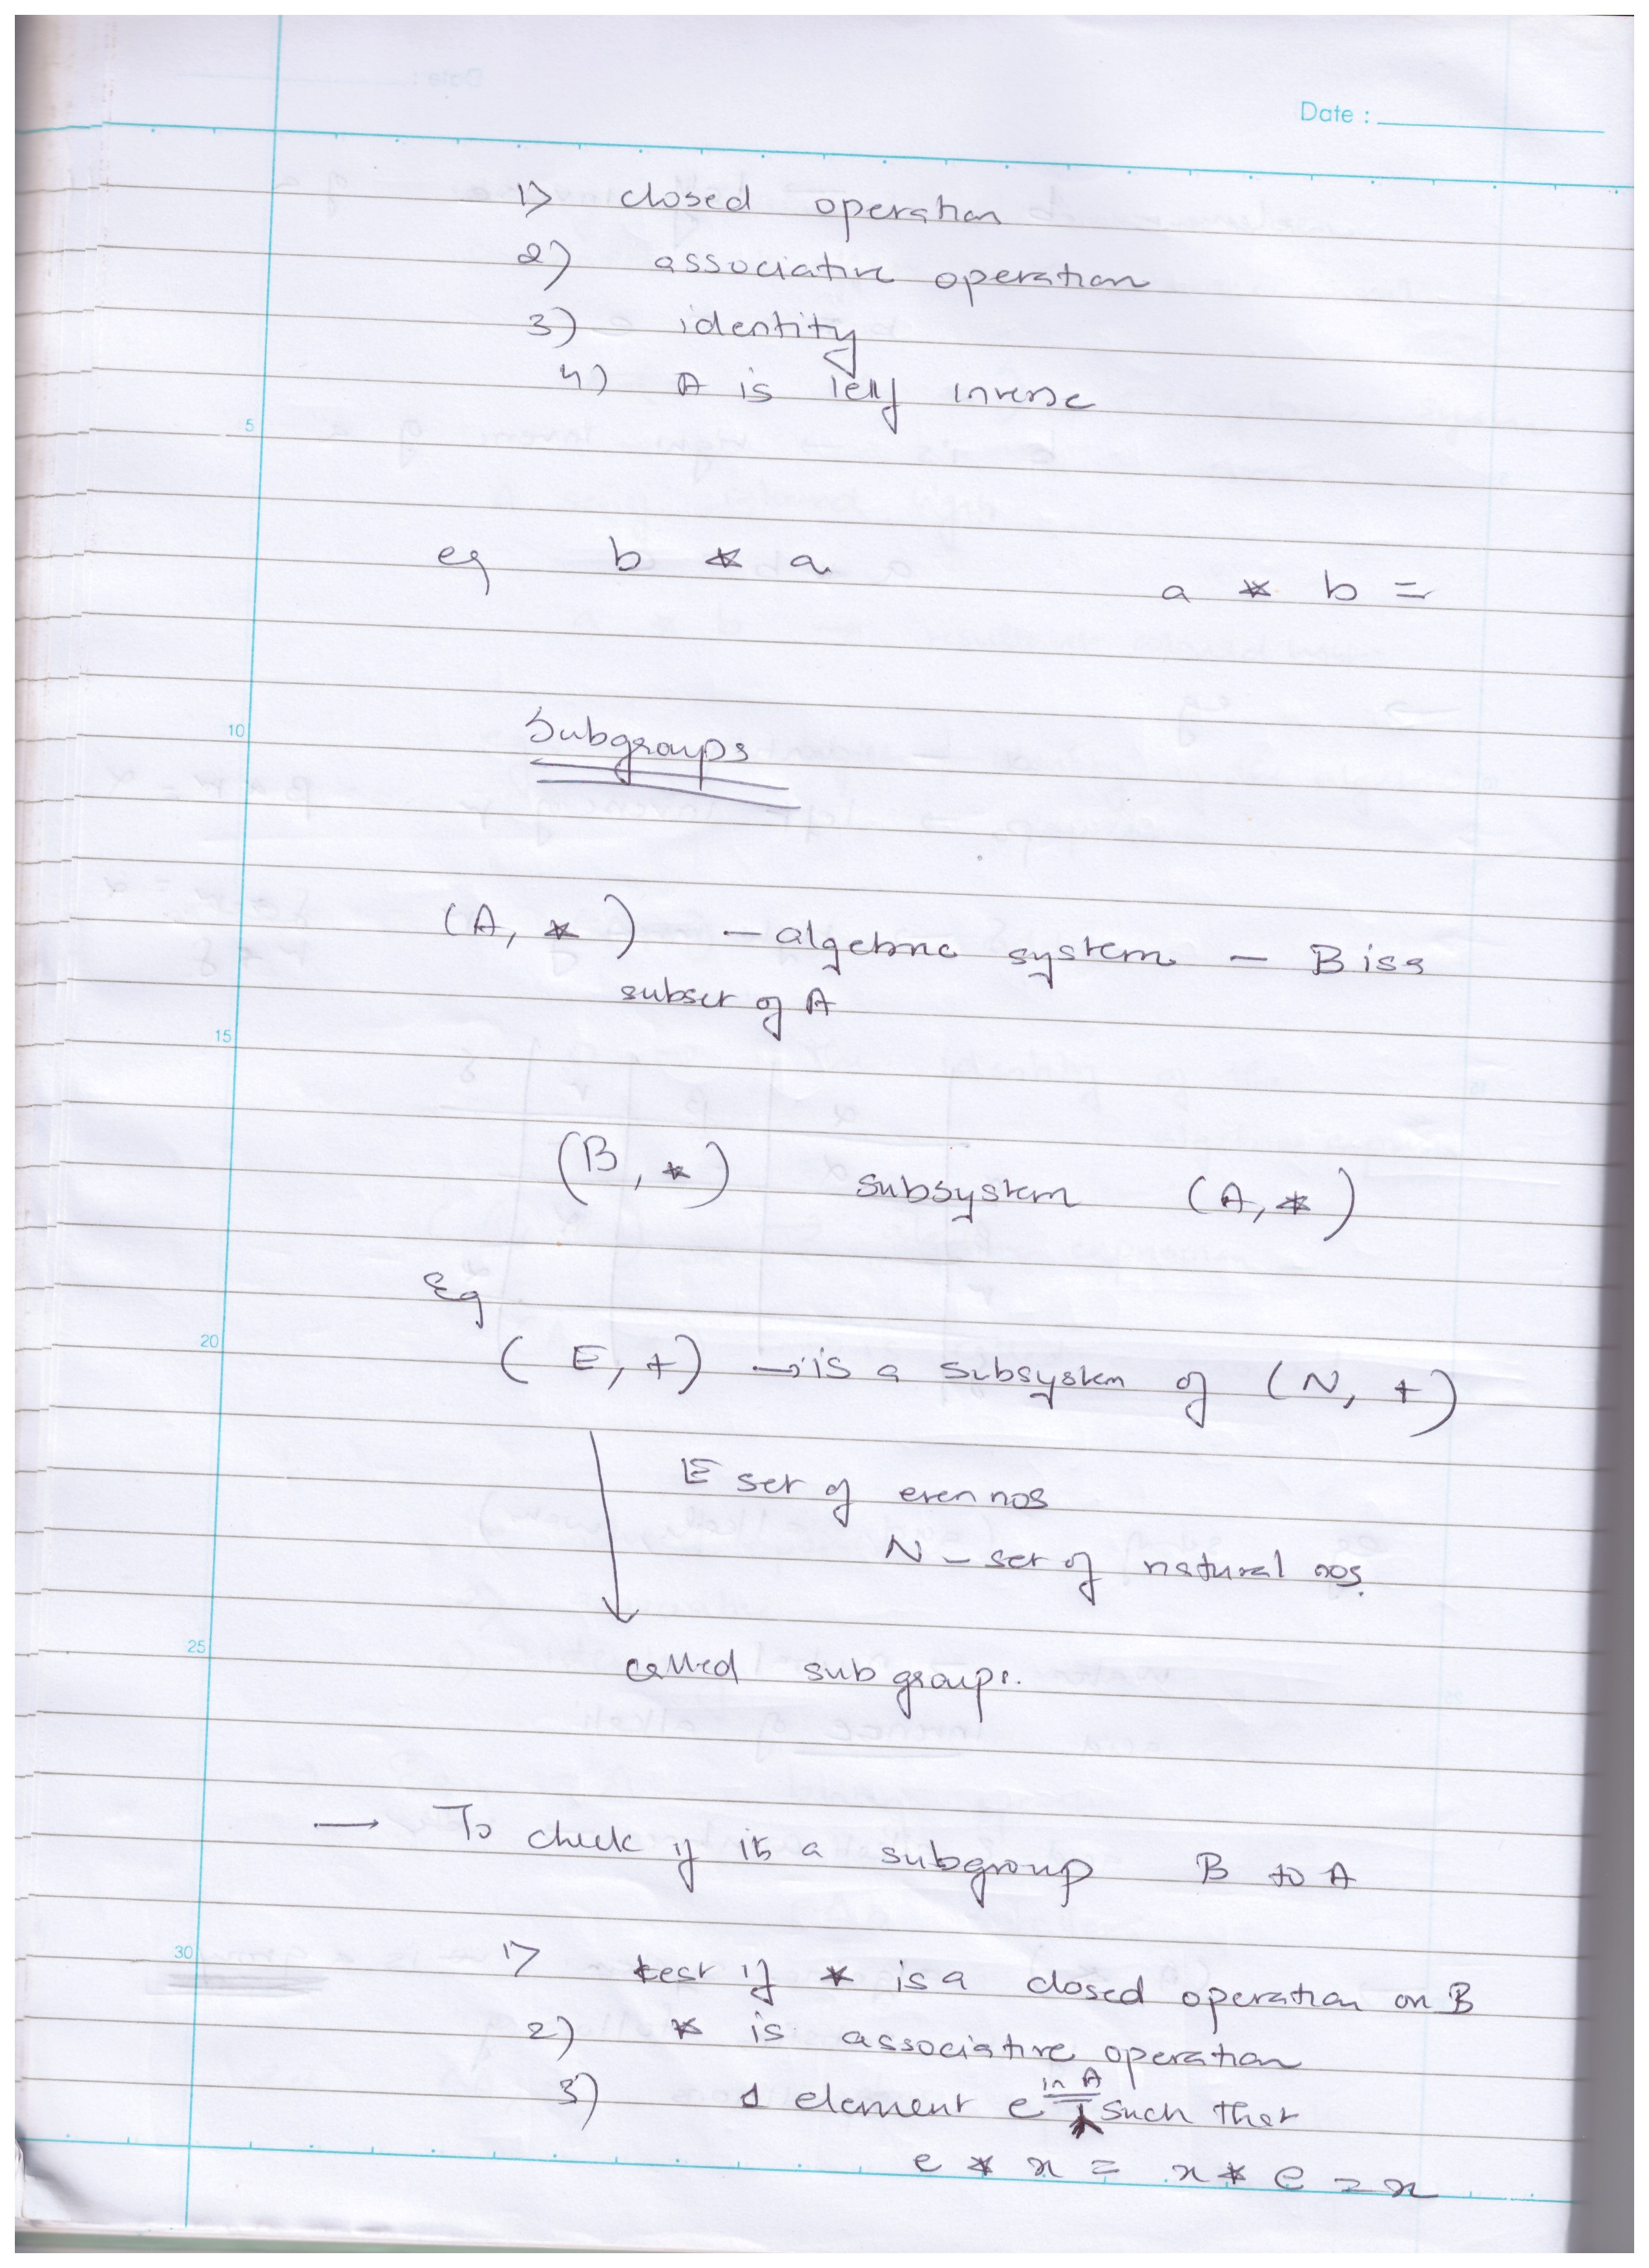 Date :
1) closed operation
2) associative operation
3) identity
4) A is left inverse
5
eg b * a a * b =
10
Subgroups
(A, *) - algebraic system - B is a
subset of A
15
(B, *) subsystem (A, *)
Eg
20
(E, +) → is a subsystem of (N, +)
E set of even nos
N - set of natural nos.
25
called subgroups.
→ To check if it a subgroup B to A
30
1) test if * is a closed operation on B
2) * is associative operation
3) 1 element e in A such that
e * x = x * e = x